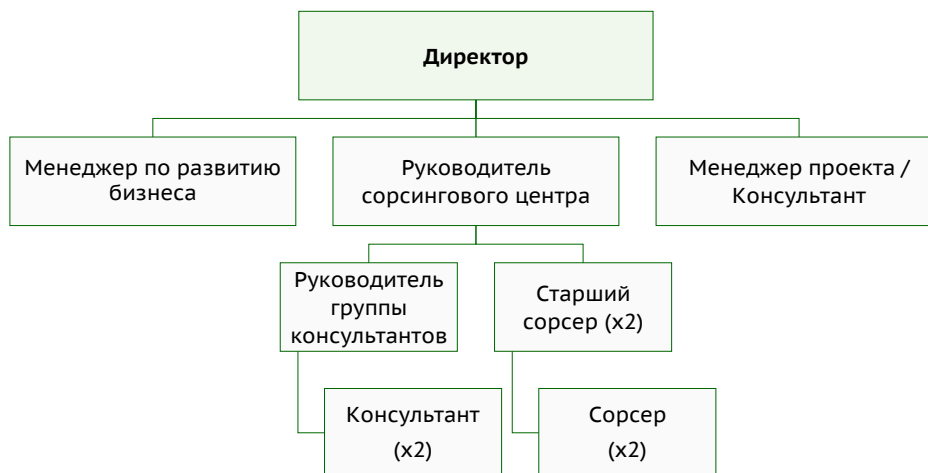 Директор
Менеджер по развитию
бизнеса
Руководитель
сорсингового центра
Менеджер проекта /
Консультант
Руководитель
группы
консультантов
Старший
сорсер (x2)
Консультант
(x2)
Сорсер
(x2)